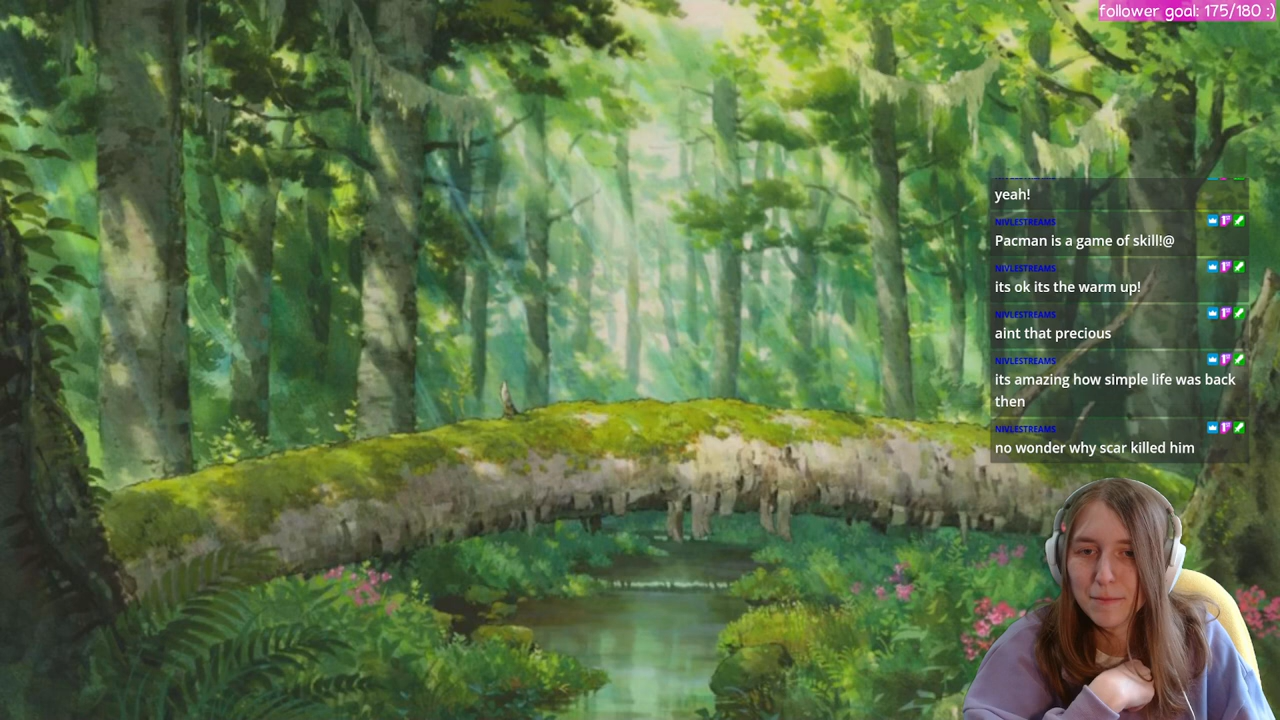 follower goal: 175/180 :)
yeah!
NIVLESTREAMS
Pacman is a game of skill!@
NIVLESTREAMS
its ok its the warm up!
NIVLESTREAMS
aint that precious
NIVLESTREAMS
its amazing how simple life was back
then
NIVLESTREAMS
no wonder why scar killed him